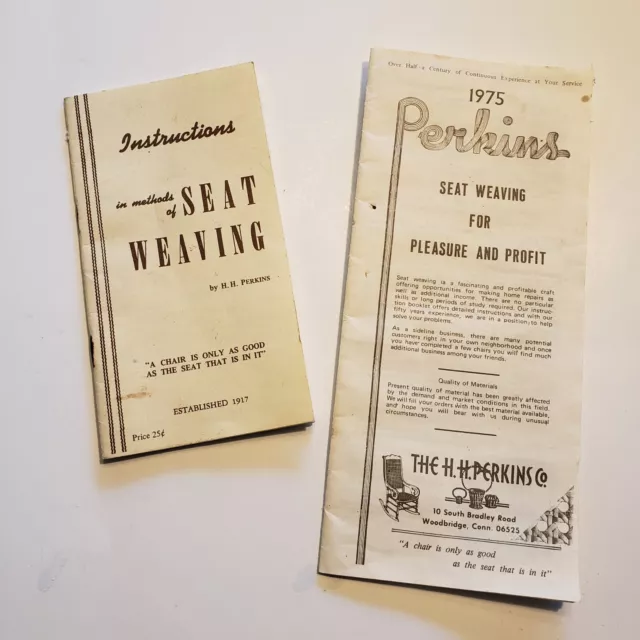 Instructions
in methods
of SEAT
WEAVING
by H. H. PERKINS
"A CHAIR IS ONLY AS GOOD
AS THE SEAT THAT IS IN IT"
ESTABLISHED 1917
Price 25¢
Over Half a Century of Continuous Experience at Your Service
1975
Perkins
SEAT WEAVING
FOR
PLEASURE AND PROFIT
Seat weaving is a fascinating and profitable craft
offering opportunities for making home repairs as
well as additional income. There are no particular
skills or long periods of study required. Our instruc-
tion booklet offers detailed instructions and with our
fifty years experience, we are in a position to help
solve your problems.
As a sideline business, there are many potential
customers right in your own neighborhood and once
you have completed a few chairs you will find much
additional business among your friends.
Quality of Materials
Present quality of material has been greatly affected
by the demand and market conditions in this field.
We will fill your orders with the best material available,
and hope you will bear with us during unusual
circumstances.
THE H.H. PERKINS Co.
10 South Bradley Road
Woodbridge, Conn. 06525
"A chair is only as good
as the seat that is in it"